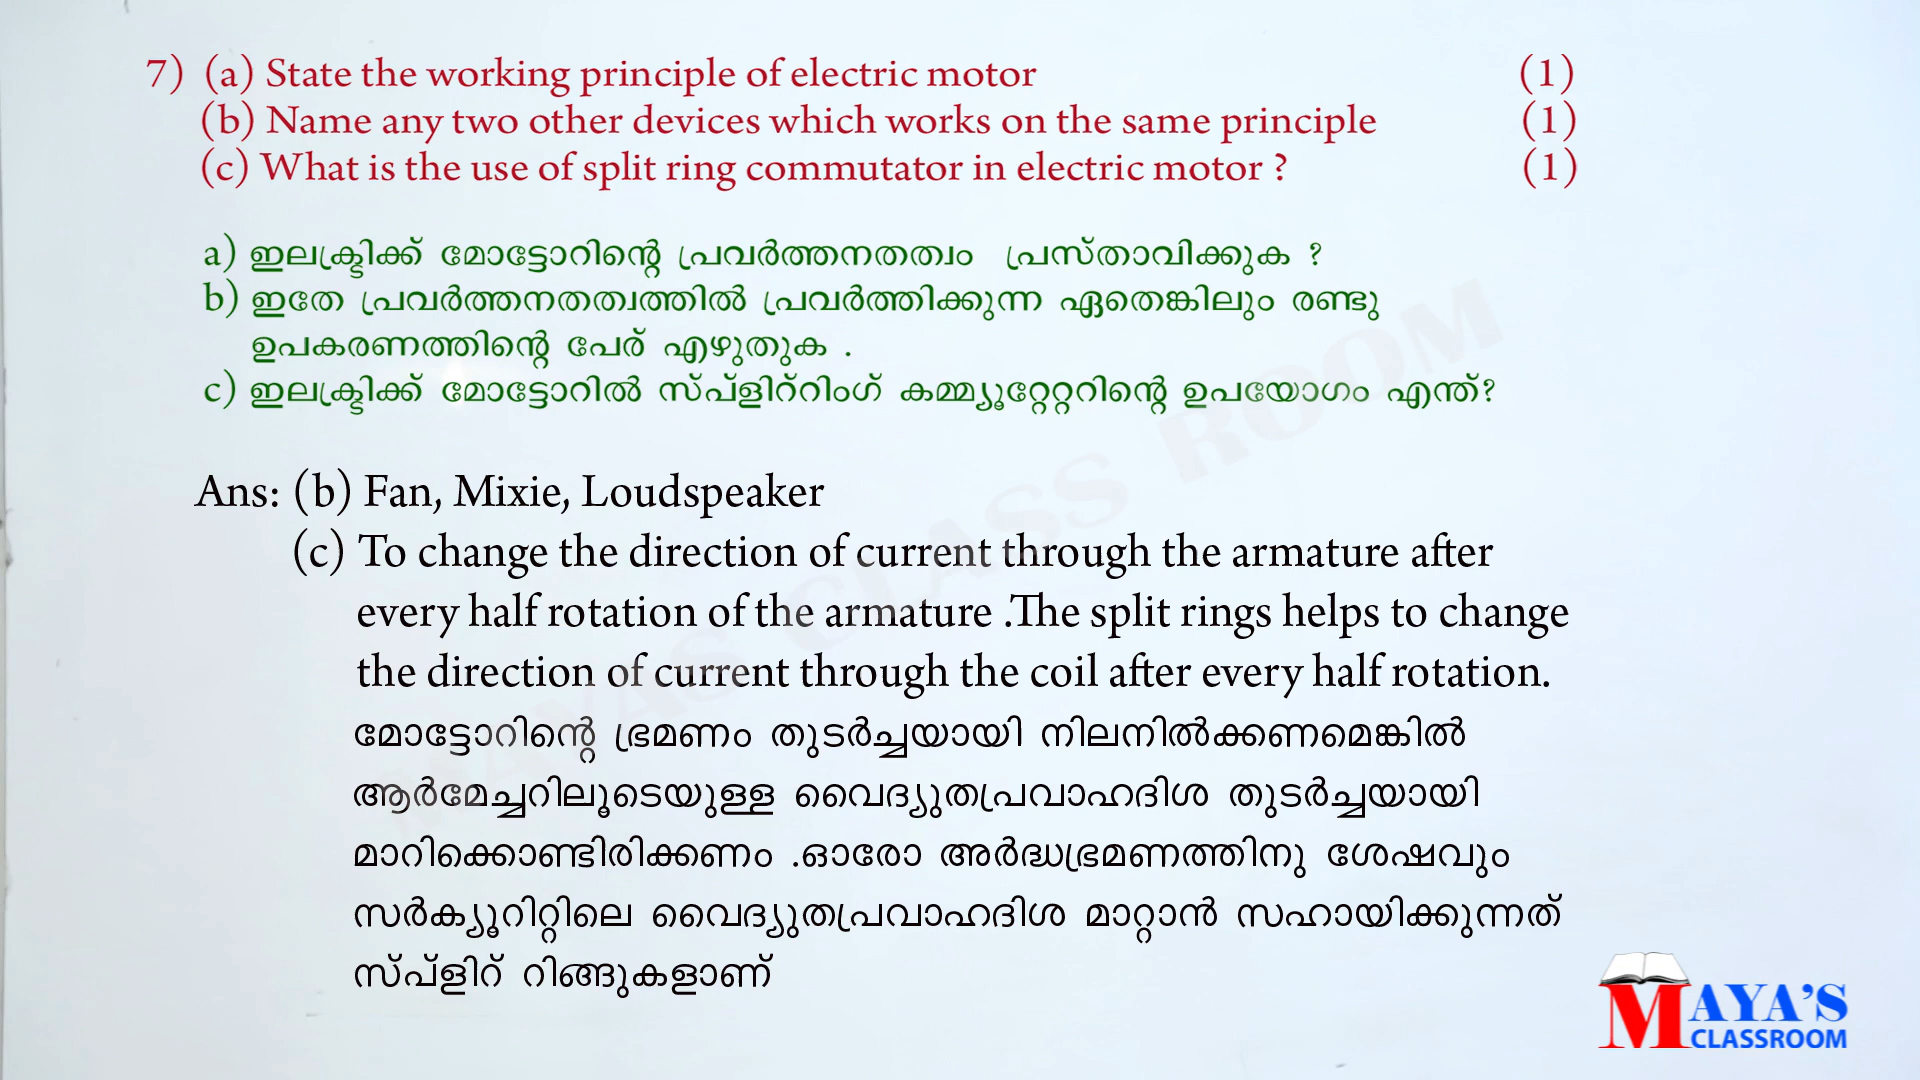 7) (a) State the working principle of electric motor (1)
(b) Name any two other devices which works on the same principle (1)
(c) What is the use of split ring commutator in electric motor ? (1)
a) ഇലക്ട്രിക്ക് മോട്ടോറിന്റെ പ്രവർത്തനതത്വം പ്രസ്താവിക്കുക ?
b) ഇതേ പ്രവർത്തനതത്വത്തിൽ പ്രവർത്തിക്കുന്ന ഏതെങ്കിലും രണ്ടു
ഉപകരണത്തിന്റെ പേര് എഴുതുക .
c) ഇലക്ട്രിക്ക് മോട്ടോറിൽ സ്പ്ളിറ്റ്റിംഗ് കമ്മ്യൂറ്റേറ്ററിന്റെ ഉപയോഗം എന്ത്?
Ans: (b) Fan, Mixie, Loudspeaker
(c) To change the direction of current through the armature after
every half rotation of the armature .The split rings helps to change
the direction of current through the coil after every half rotation.
മോട്ടോറിന്റെ ഭ്രമണം തുടർച്ചയായി നിലനിൽക്കണമെങ്കിൽ
ആർമേച്ചറിലൂടെയുള്ള വൈദ്യുതപ്രവാഹദിശ തുടർച്ചയായി
മാറിക്കൊണ്ടിരിക്കണം .ഓരോ അർദ്ധഭ്രമണത്തിനു ശേഷവും
സർക്യൂറിറ്റിലെ വൈദ്യുതപ്രവാഹദിശ മാറ്റാൻ സഹായിക്കുന്നത്
സ്പ്ളിറ് റിങ്ങുകളാണ്
MAYAS CLASS ROOM
MAYA'S
CLASSROOM